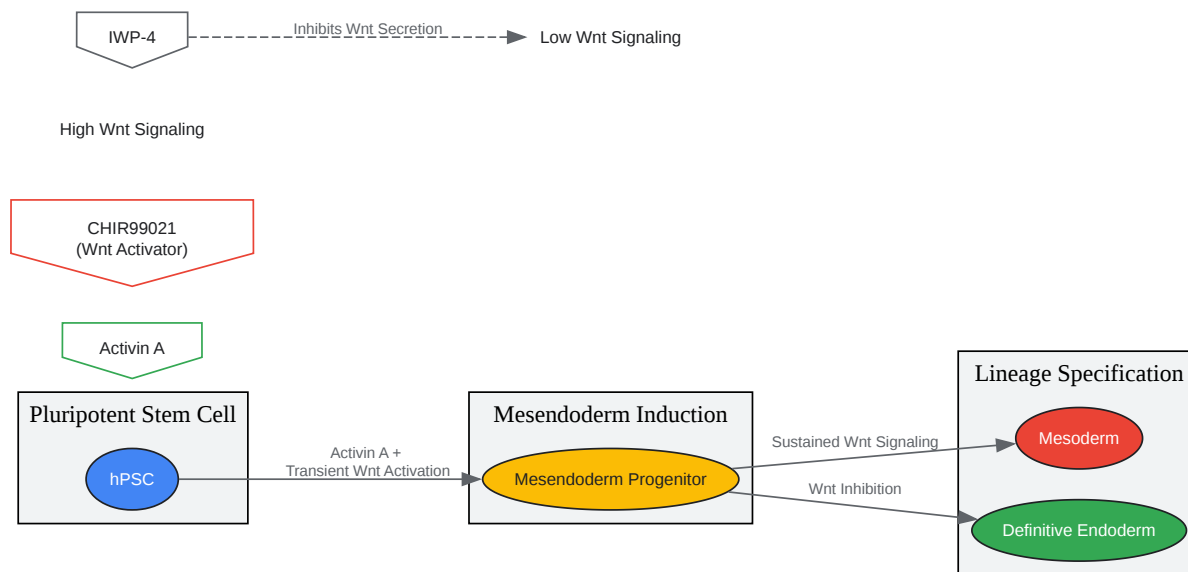 IWP-4
Inhibits Wnt Secretion
Low Wnt Signaling
High Wnt Signaling
CHIR99021
(Wnt Activator)
Activin A
Pluripotent Stem Cell
hPSC
Activin A +
Transient Wnt Activation
Mesendoderm Induction
Mesendoderm Progenitor
Sustained Wnt Signaling
Wnt Inhibition
Lineage Specification
Mesoderm
Definitive Endoderm